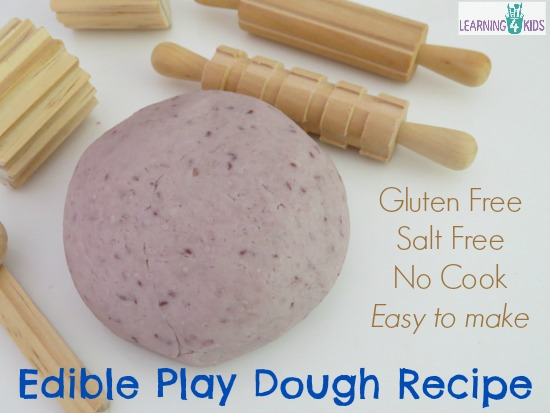 LEARNING 4 KIDS
Gluten Free
Salt Free
No Cook
Easy to make
Edible Play Dough Recipe